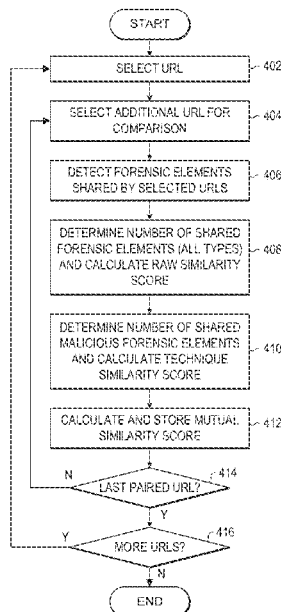 START
SELECT URL
402
SELECT ADDITIONAL URL FOR
COMPARISON
404
DETECT FORENSIC ELEMENTS
SHARED BY SELECTED URLS
406
DETERMINE NUMBER OF SHARED
FORENSIC ELEMENTS (ALL TYPES)
AND CALCULATE RAW SIMILARITY
SCORE
408
DETERMINE NUMBER OF SHARED
MALICIOUS FORENSIC ELEMENTS
AND CALCULATE TECHNIQUE
SIMILARITY SCORE
410
CALCULATE AND STORE MUTUAL
SIMILARITY SCORE
412
N
LAST PAIRED URL?
414
Y
Y
MORE URLS?
416
N
END